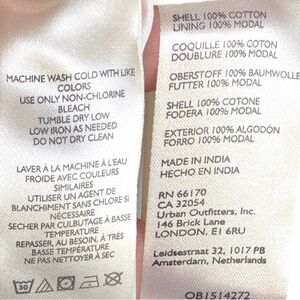 MACHINE WASH COLD WITH LIKE
COLORS
USE ONLY NON-CHLORINE
BLEACH
TUMBLE DRY LOW
LOW IRON AS NEEDED
DO NOT DRY CLEAN
LAVER À LA MACHINE À L'EAU
FROIDE AVEC COULEURS
SIMILAIRES
UTILISER UN AGENT DE
BLANCHIMENT SANS CHLORE SI
NÉCESSAIRE
SECHER PAR CULBUTAGE À BASSE
TEMPERATURE
REPASSER, AU BESOIN, À TRÈS
BASSE TEMPÉRATURE
NE PAS NETTOYER À SEC
30
SHELL 100% COTTON
LINING 100% MODAL
COQUILLE 100% COTON
DOUBLURE 100% MODAL
OBERSTOFF 100% BAUMWOLLE
FUTTER 100% MODAL
SHELL 100% COTONE
FODERA 100% MODAL
EXTERIOR 100% ALGODÓN
FORRO 100% MODAL
MADE IN INDIA
HECHO EN INDIA
RN 66170
CA 32054
Urban Outfitters, Inc.
146 Brick Lane
LONDON, E1 6RU
Leidsestraat 32, 1017 PB
Amsterdam, Netherlands
OB1514272